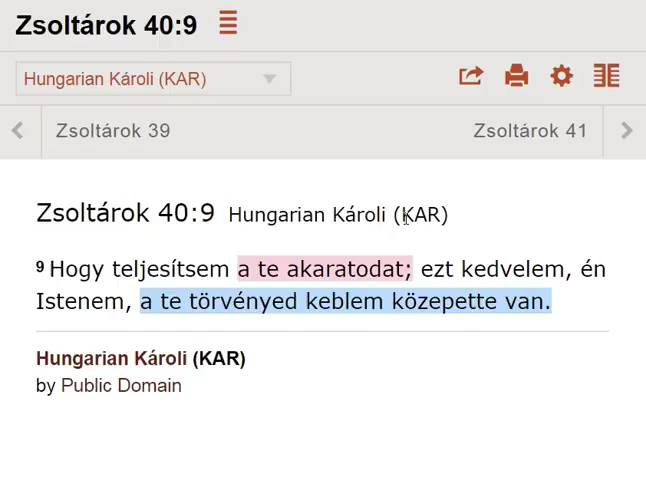 Zsoltárok 40:9
Hungarian Károli (KAR)
Zsoltárok 39
Zsoltárok 41
Zsoltárok 40:9 Hungarian Károli (KAR)
9 Hogy teljesítsem a te akaratodat; ezt kedvelem, én
Istenem, a te törvényed keblem közepette van.
Hungarian Károli (KAR)
by Public Domain